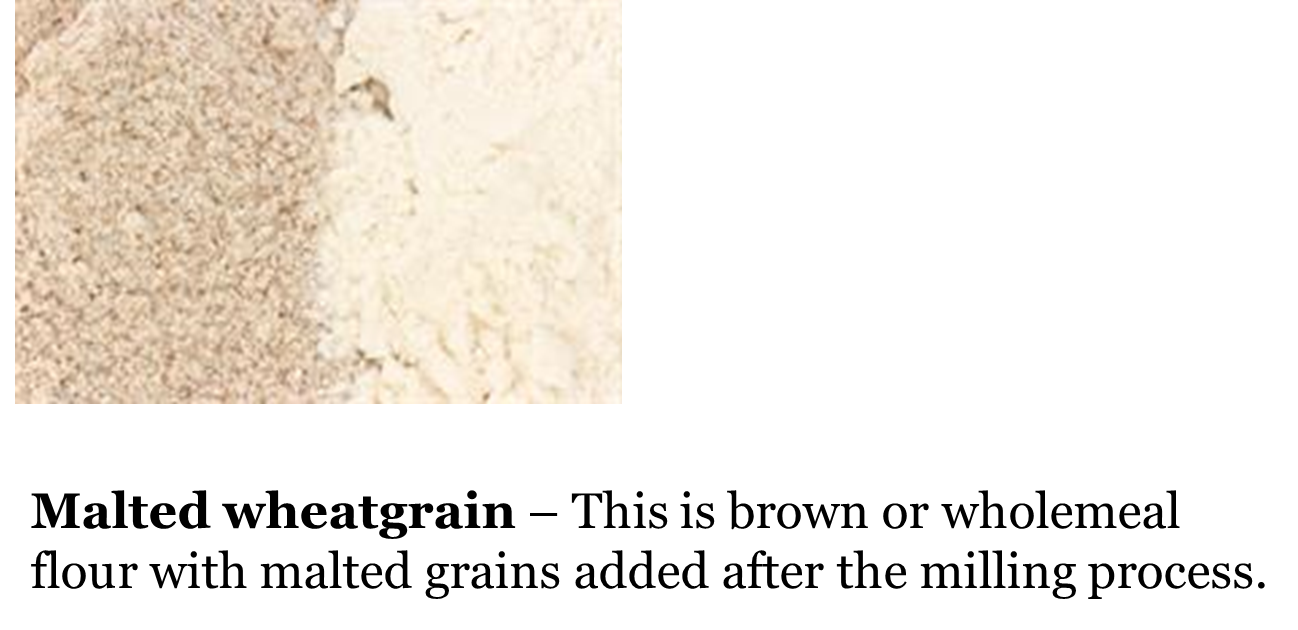 Malted wheatgrain – This is brown or wholemeal
flour with malted grains added after the milling process.